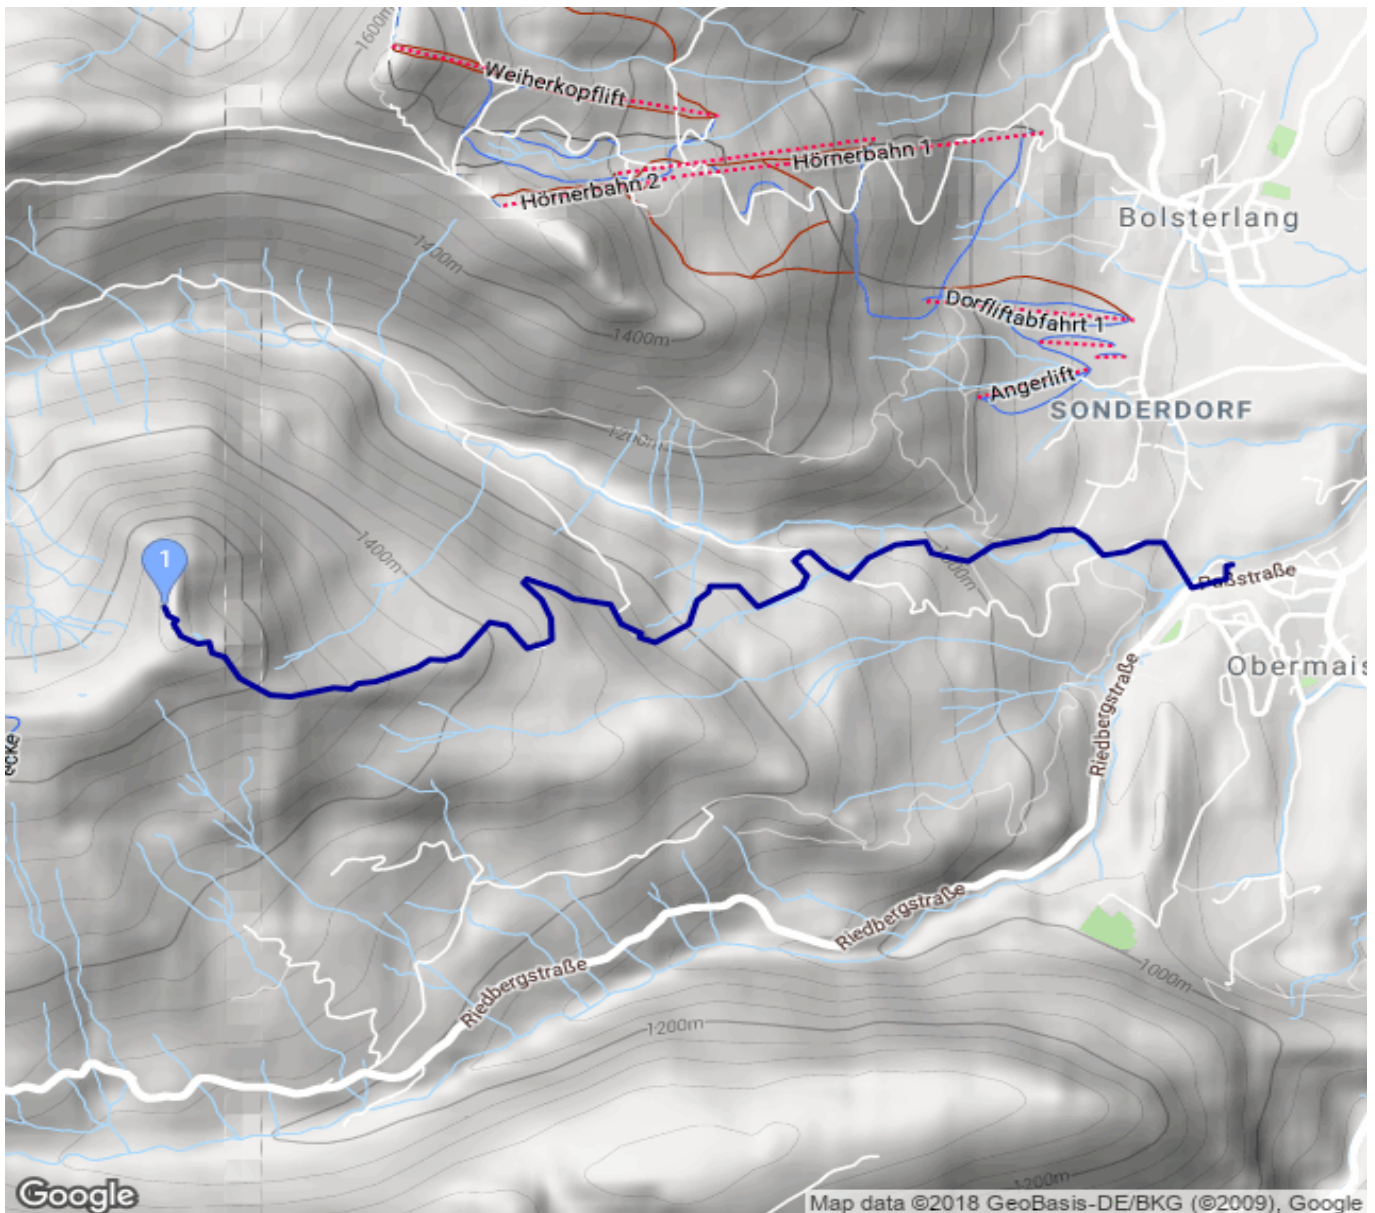 1600m
Weiherkopflift
Hörnerbahn 1
Hörnerbahn 2
Bolsterlang
1400m
Dorfliftabfahrt 1
1400m
Angerlift
SONDERDORF
1200m
1400m
1
1000m
Paßstraße
Obermais
Riedbergstraße
ecke
Riedbergstraße
1000m
Riedbergstraße
1200m
1200m
Google
Map data ©2018 GeoBasis-DE/BKG (©2009), Google